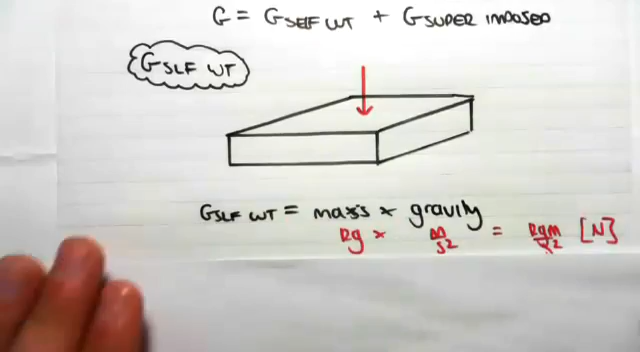 G = GSELF WT + GSUPER IMPOSED
GSLF WT
GSLF WT = mass × gravity
kg × m/s2 = kgm/s2 [N]